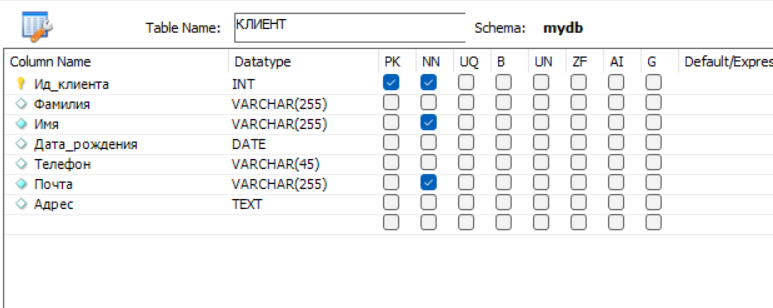 Table Name: КЛИЕНТ Schema: mydb
Column Name Datatype PK NN UQ B UN ZF AI G Default/Expres
Ид_клиента INT
Фамилия VARCHAR(255)
Имя VARCHAR(255)
Дата_рождения DATE
Телефон VARCHAR(45)
Почта VARCHAR(255)
Адрес TEXT